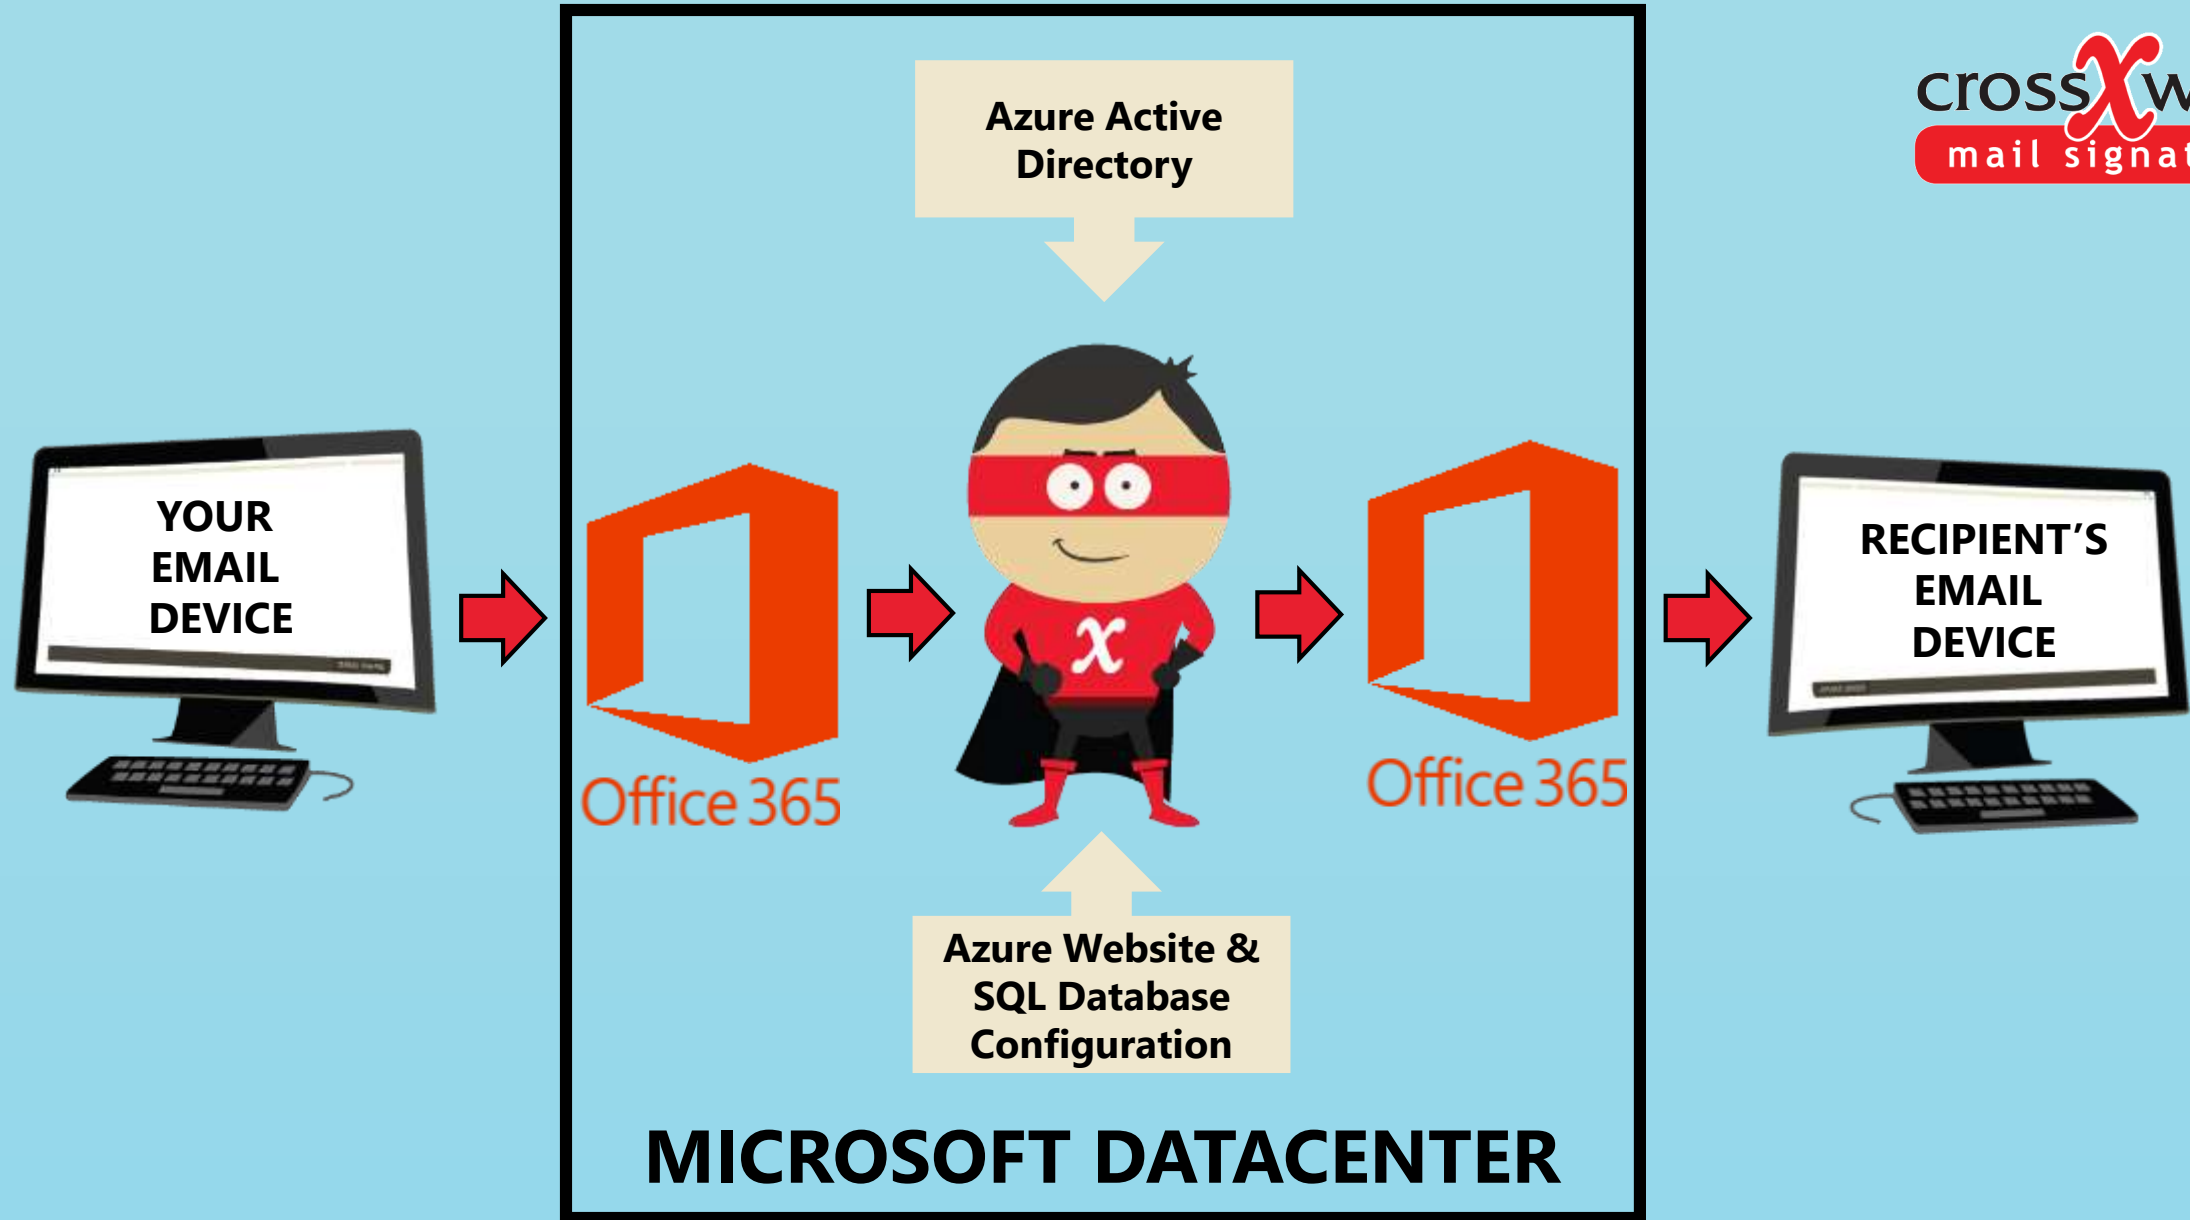 Azure Active
Directory
cross x w
mail signat
YOUR
EMAIL
DEVICE
Office 365
x
Office 365
RECIPIENT’S
EMAIL
DEVICE
Azure Website &
SQL Database
Configuration
MICROSOFT DATACENTER